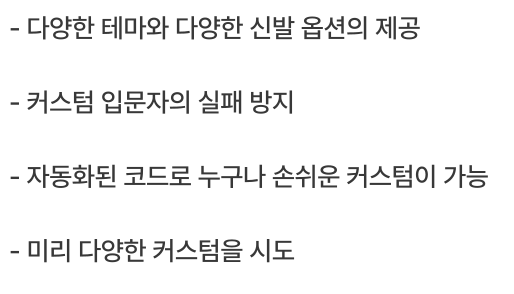 - 다양한 테마와 다양한 신발 옵션의 제공
- 커스텀 입문자의 실패 방지
- 자동화된 코드로 누구나 손쉬운 커스텀이 가능
- 미리 다양한 커스텀을 시도